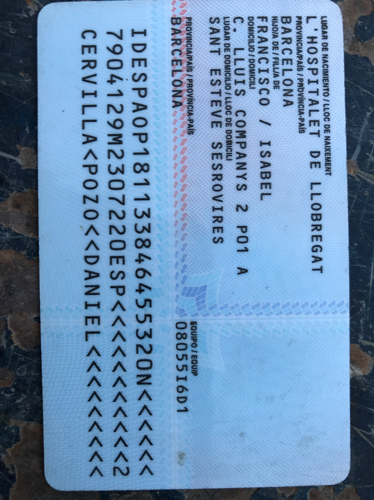 LUGAR DE NACIMIENTO / LLOC DE NAIXEMENT
L'HOSPITALET DE LLOBREGAT
PROVINCIA/PAÍS / PROVÍNCIA-PAÍS
BARCELONA
HIJO/A DE / FILL/A DE
FRANCISCO / ISABEL
DOMICILIO / DOMICILI
C. LLUIS COMPANYS 2 P01 A
LUGAR DE DOMICILIO / LLOC DE DOMICILI
SANT ESTEVE SESROVIRES
PROVINCIA/PAÍS / PROVÍNCIA-PAÍS
BARCELONA
EQUIPO / EQUIP
08055I6D1
IDESPAOP181133846455320N<<<<<<
7904129M2307220ESP<<<<<<<<<<<2
CERVILLA<POZO<<DANIEL<<<<<<<<<